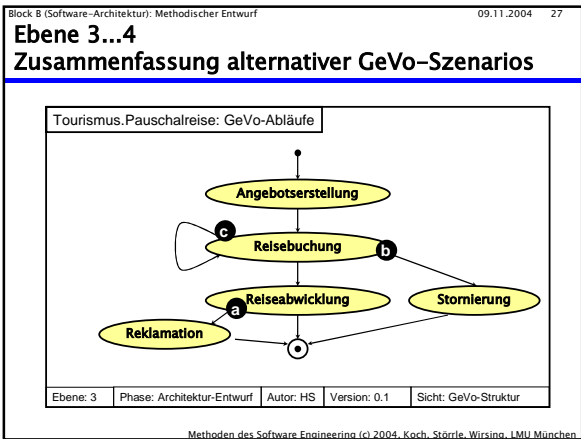 Block B (Software-Architektur): Methodischer Entwurf 09.11.2004 27
Ebene 3...4
Zusammenfassung alternativer GeVo-Szenarios
Tourismus.Pauschalreise: GeVo-Abläufe
Angebotserstellung
c
Reisebuchung
b
Reiseabwicklung
Stornierung
a
Reklamation
Ebene: 3 Phase: Architektur-Entwurf Autor: HS Version: 0.1 Sicht: GeVo-Struktur
Methoden des Software Engineering (c) 2004, Koch, Störrle, Wirsing, LMU München